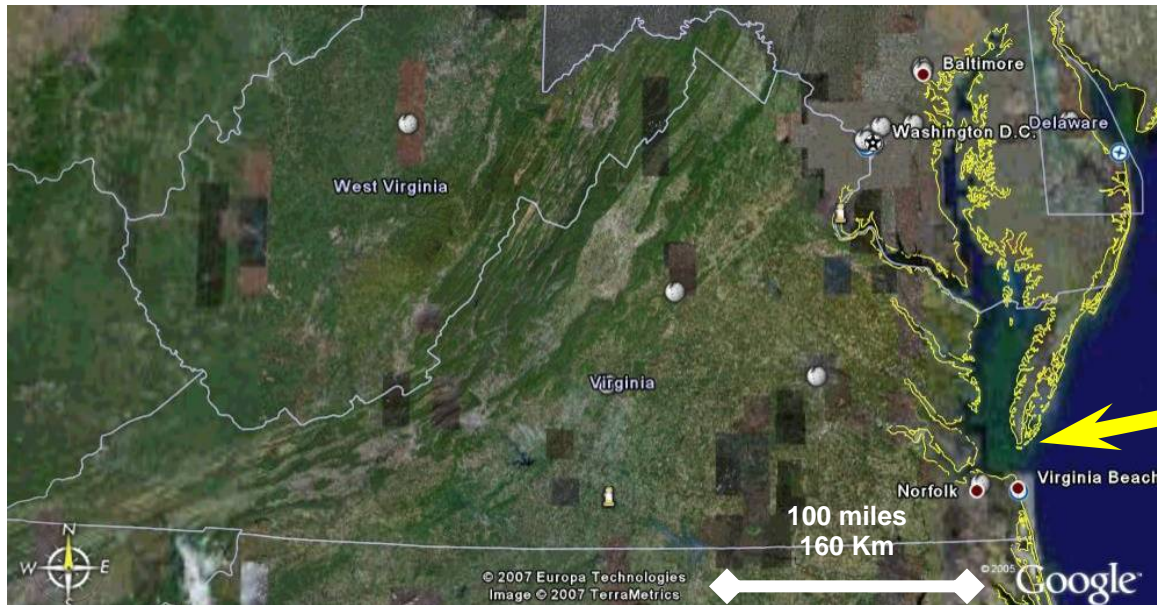 Baltimore
Washington D.C.
Delaware
West Virginia
Virginia
Norfolk
Virginia Beach
100 miles
160 Km
N
W E
S
© 2007 Europa Technologies
Image © 2007 TerraMetrics
©2005 Google™